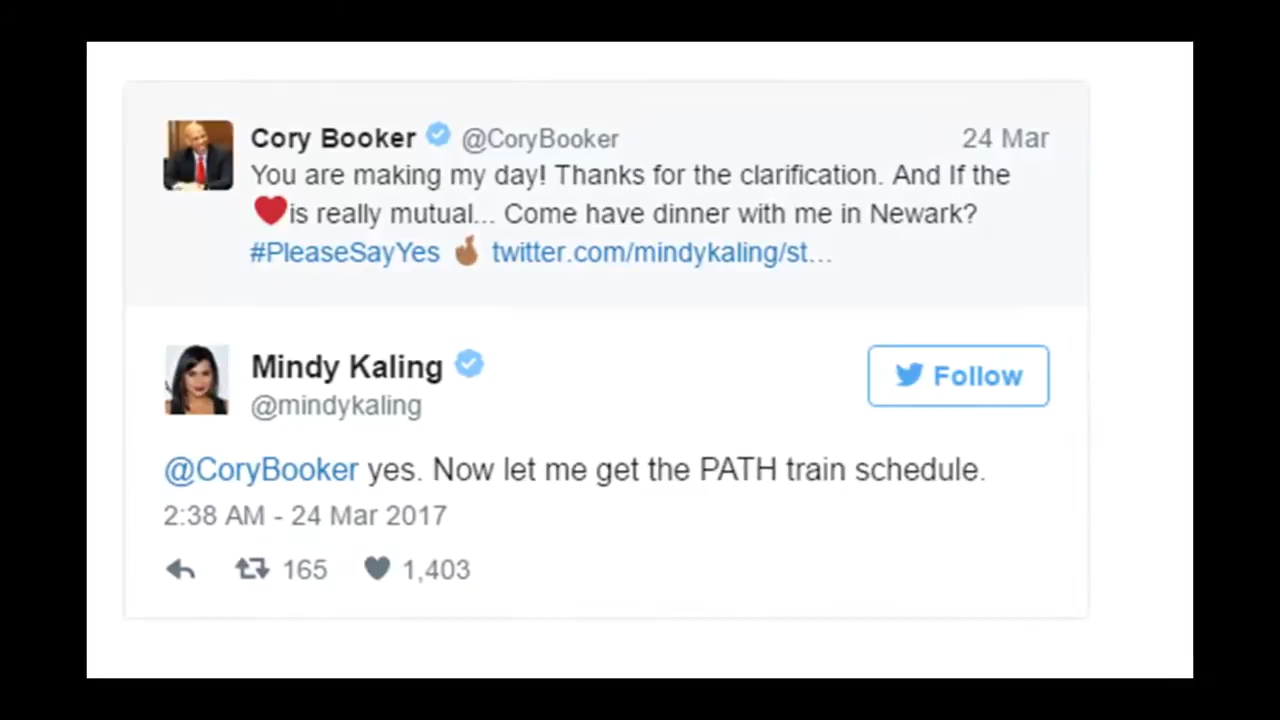 Cory Booker @CoryBooker 24 Mar
You are making my day! Thanks for the clarification. And If the
❤️is really mutual... Come have dinner with me in Newark?
#PleaseSayYes 🤞🏾 twitter.com/mindykaling/st...
Mindy Kaling
@mindykaling
Follow
@CoryBooker yes. Now let me get the PATH train schedule.
2:38 AM - 24 Mar 2017
165 1,403